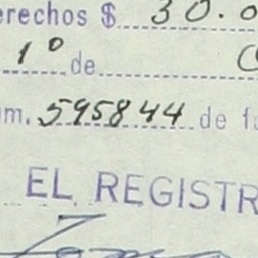 erechos $ 30.0
1º de
m. 595844 de f
EL REGISTR